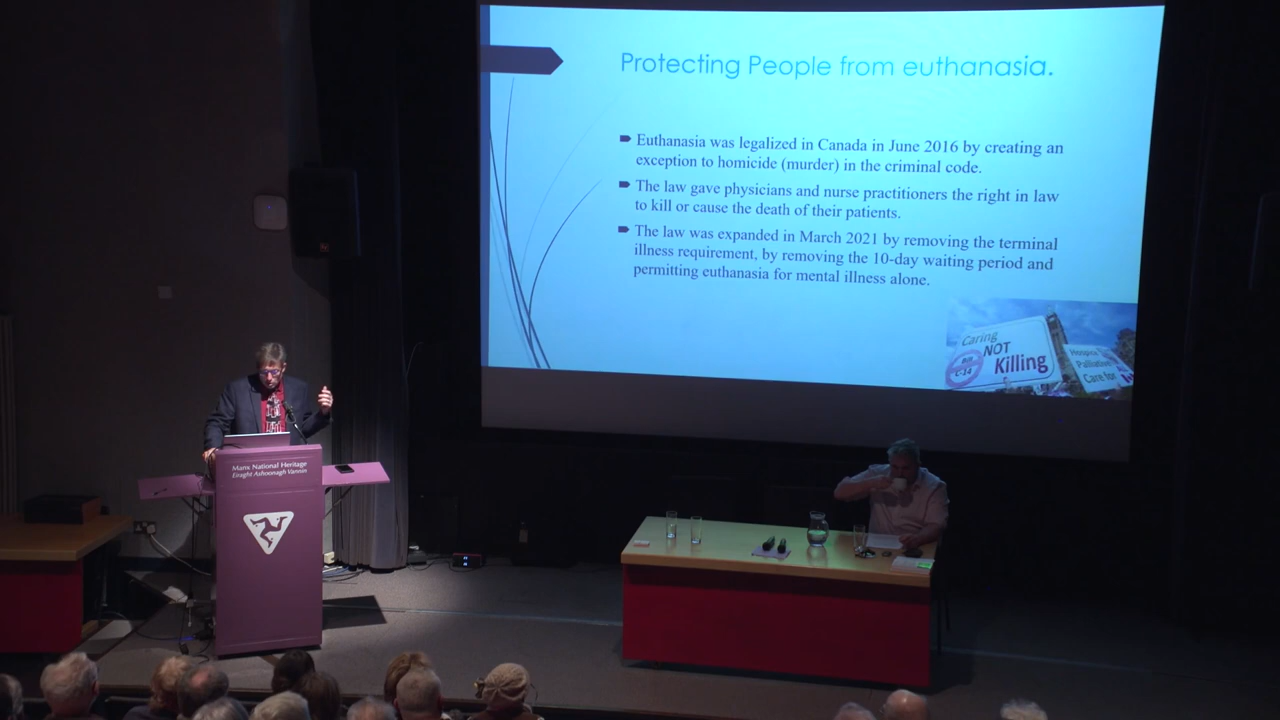 Protecting People from euthanasia.
Euthanasia was legalized in Canada in June 2016 by creating an
exception to homicide (murder) in the criminal code.
The law gave physicians and nurse practitioners the right in law
to kill or cause the death of their patients.
The law was expanded in March 2021 by removing the terminal
illness requirement, by removing the 10-day waiting period and
permitting euthanasia for mental illness alone.
Caring
NOT
Killing
Bill
C-14
Hospice
Palliative
Care for
Manx National Heritage
Eiraght Ashoonagh Vannin